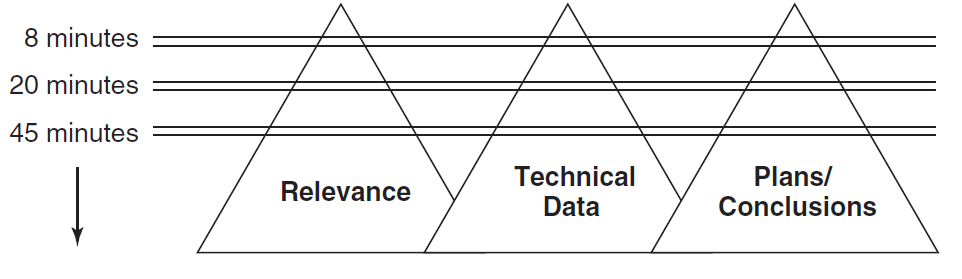 8 minutes
20 minutes
45 minutes
Relevance
Technical
Data
Plans/
Conclusions